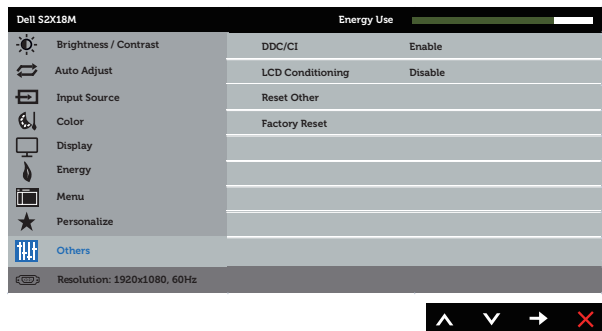 Dell S2X18M Energy Use
Brightness / Contrast DDC/CI Enable
Auto Adjust LCD Conditioning Disable
Input Source Reset Other
Color Factory Reset
Display
Energy
Menu
Personalize
Others
Resolution: 1920x1080, 60Hz